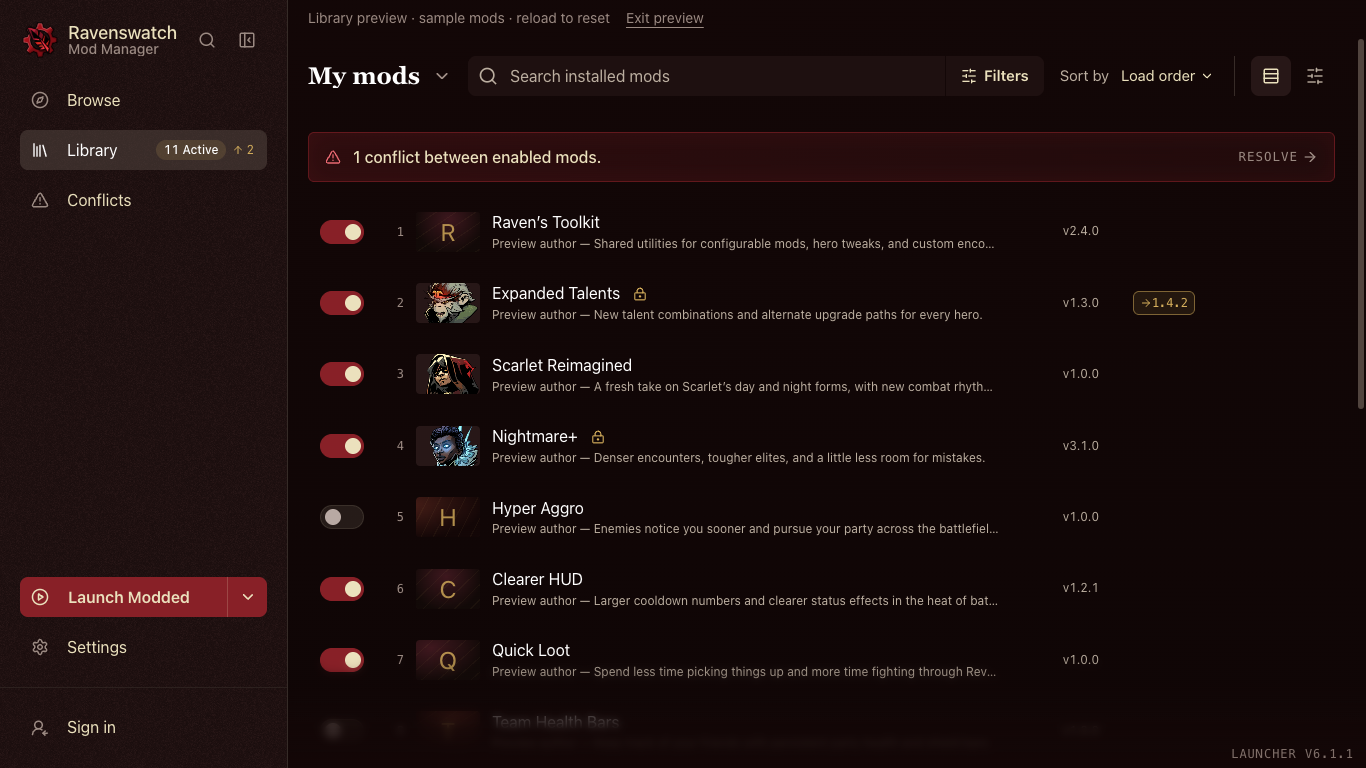 Ravenswatch
Mod Manager
Browse
Library 11 Active ↑ 2
Conflicts
Launch Modded
Settings
Sign in
Library preview · sample mods · reload to reset Exit preview
My mods Search installed mods Filters Sort by Load order
1 conflict between enabled mods. RESOLVE →
1 R Raven’s Toolkit v2.4.0
Preview author — Shared utilities for configurable mods, hero tweaks, and custom enco…
2 Expanded Talents v1.3.0 →1.4.2
Preview author — New talent combinations and alternate upgrade paths for every hero.
3 Scarlet Reimagined v1.0.0
Preview author — A fresh take on Scarlet’s day and night forms, with new combat rhyth…
4 Nightmare+ v3.1.0
Preview author — Denser encounters, tougher elites, and a little less room for mistakes.
5 H Hyper Aggro v1.0.0
Preview author — Enemies notice you sooner and pursue your party across the battlefiel…
6 C Clearer HUD v1.2.1
Preview author — Larger cooldown numbers and clearer status effects in the heat of bat…
7 Q Quick Loot v1.0.0
Preview author — Spend less time picking things up and more time fighting through Rev…
T Team Health Bars
LAUNCHER V6.1.1